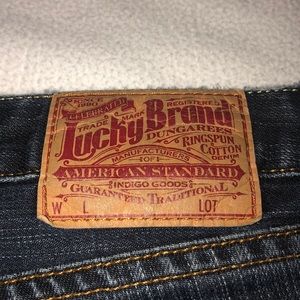 SINCE 1990
CELEBRATED REGISTERED
TRADE MARK
Lucky Brand
DUNGAREES
MANUFACTURERS RINGSPUN
OF COTTON
DENIM
AMERICAN STANDARD
INDIGO GOODS
GUARANTEED TRADITIONAL
W L LOT